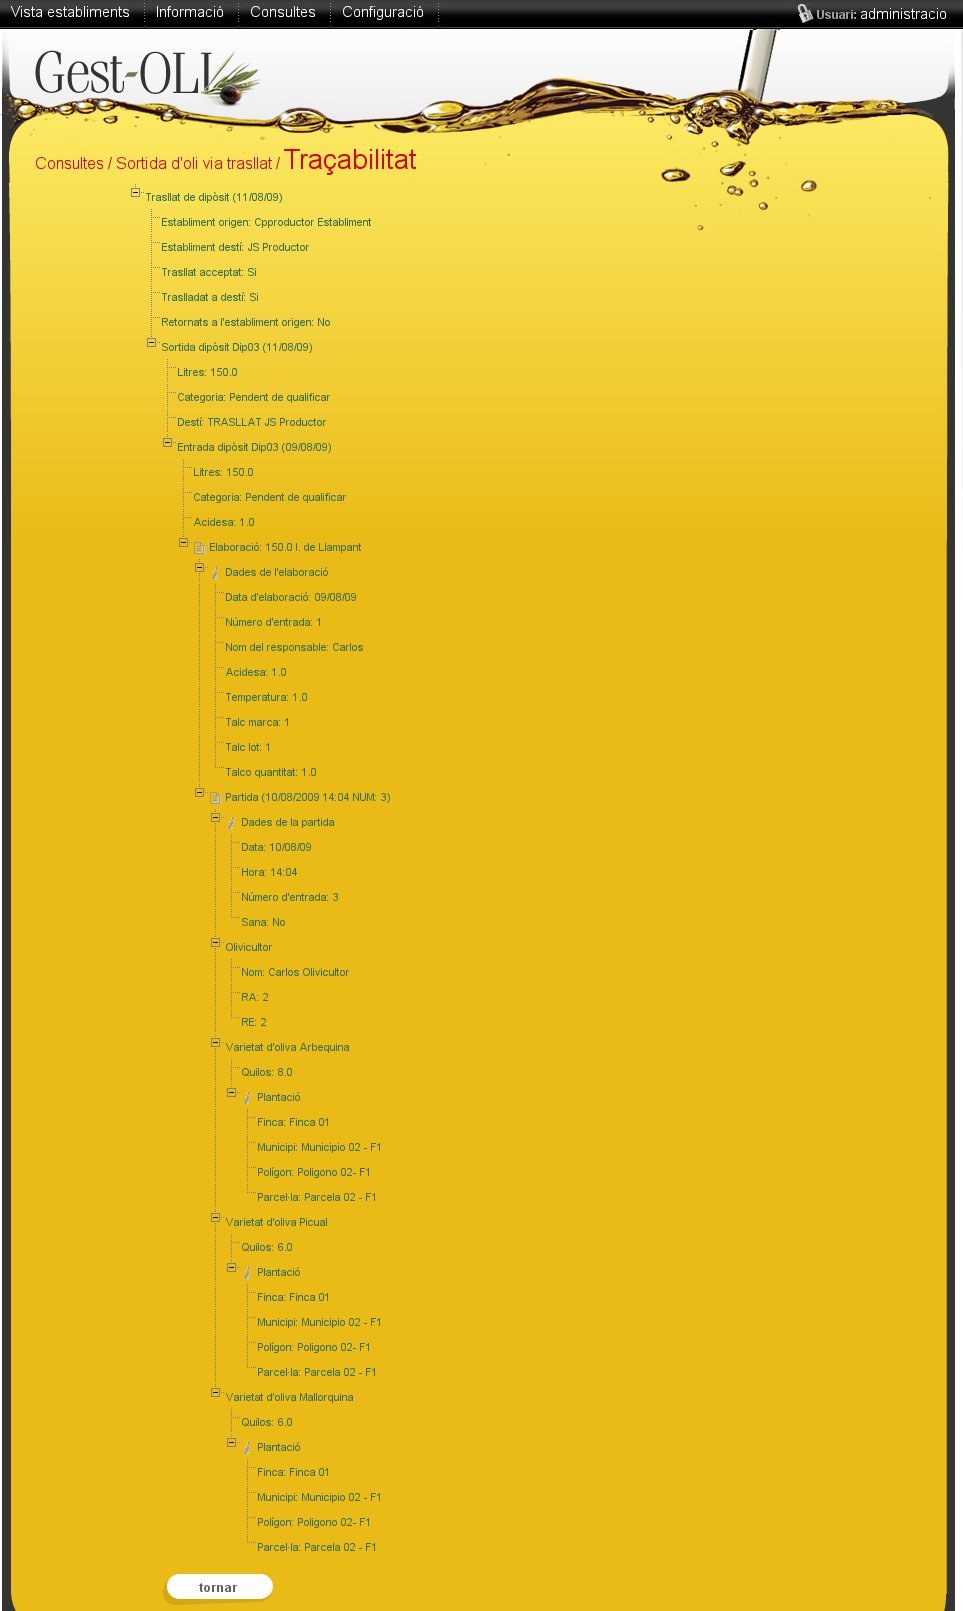 Vista establiments Informació Consultes Configuració Usuari: administracio
Gest-OLI
Consultes / Sortida d'oli via trasllat / Traçabilitat
Trasllat de dipòsit (11/08/09)
Establiment origen: Cpproductor Establiment
Establiment destí: JS Productor
Trasllat acceptat: Si
Traslladat a destí: Si
Retornats a l'establiment origen: No
Sortida dipòsit Dip03 (11/08/09)
Litres: 150.0
Categoria: Pendent de qualificar
Destí: TRASLLAT JS Productor
Entrada dipòsit Dip03 (09/08/09)
Litres: 150.0
Categoria: Pendent de qualificar
Acidesa: 1.0
Elaboració: 150.0 l. de Llampant
Dades de l'elaboració
Data d'elaboració: 09/08/09
Número d'entrada: 1
Nom del responsable: Carlos
Acidesa: 1.0
Temperatura: 1.0
Talc marca: 1
Talc lot: 1
Talco quantitat: 1.0
Partida (10/08/2009 14:04 NUM: 3)
Dades de la partida
Data: 10/08/09
Hora: 14:04
Número d'entrada: 3
Sana: No
Olivicultor
Nom: Carlos Olivicultor
RA: 2
RE: 2
Varietat d'oliva Arbequina
Quilos: 8.0
Plantació
Finca: Finca 01
Municipi: Municipio 02 - F1
Polígon: Poligono 02- F1
Parcel·la: Parcela 02 - F1
Varietat d'oliva Picual
Quilos: 6.0
Plantació
Finca: Finca 01
Municipi: Municipio 02 - F1
Polígon: Poligono 02- F1
Parcel·la: Parcela 02 - F1
Varietat d'oliva Mallorquina
Quilos: 6.0
Plantació
Finca: Finca 01
Municipi: Municipio 02 - F1
Polígon: Poligono 02- F1
Parcel·la: Parcela 02 - F1
tornar